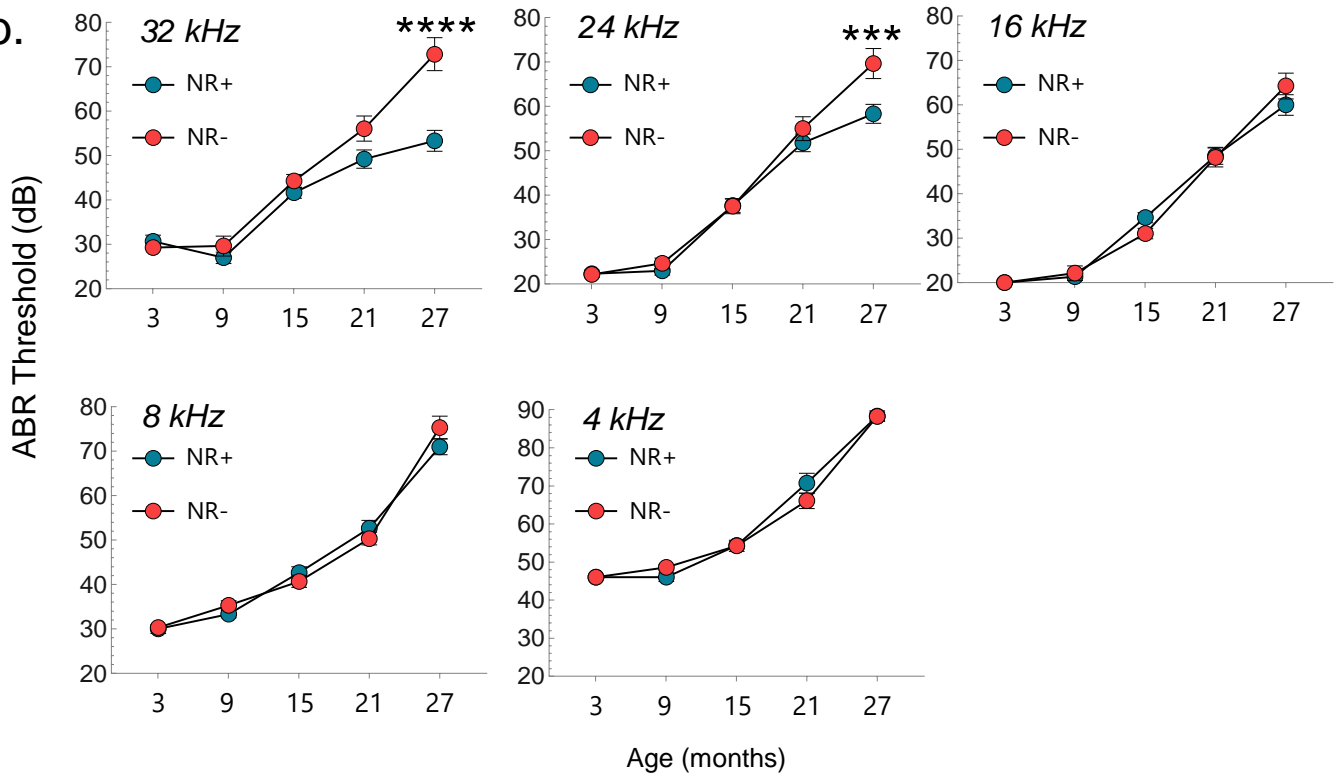 32 kHz
****
NR+
NR-
80
70
60
50
40
30
20
3 9 15 21 27
24 kHz
***
NR+
NR-
80
70
60
50
40
30
20
3 9 15 21 27
16 kHz
NR+
NR-
80
70
60
50
40
30
20
3 9 15 21 27
ABR Threshold (dB)
8 kHz
NR+
NR-
80
70
60
50
40
30
20
3 9 15 21 27
4 kHz
NR+
NR-
90
80
70
60
50
40
30
20
3 9 15 21 27
Age (months)